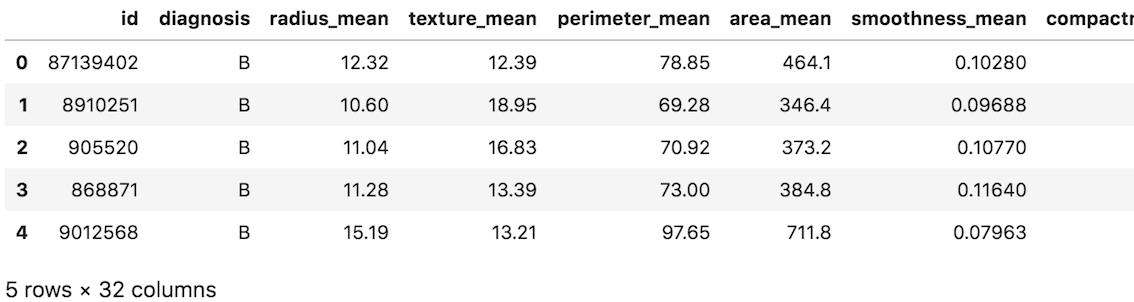 id diagnosis radius_mean texture_mean perimeter_mean area_mean smoothness_mean
0 87139402 B 12.32 12.39 78.85 464.1 0.10280
1 8910251 B 10.60 18.95 69.28 346.4 0.09688
2 905520 B 11.04 16.83 70.92 373.2 0.10770
3 868871 B 11.28 13.39 73.00 384.8 0.11640
4 9012568 B 15.19 13.21 97.65 711.8 0.07963
5 rows × 32 columns